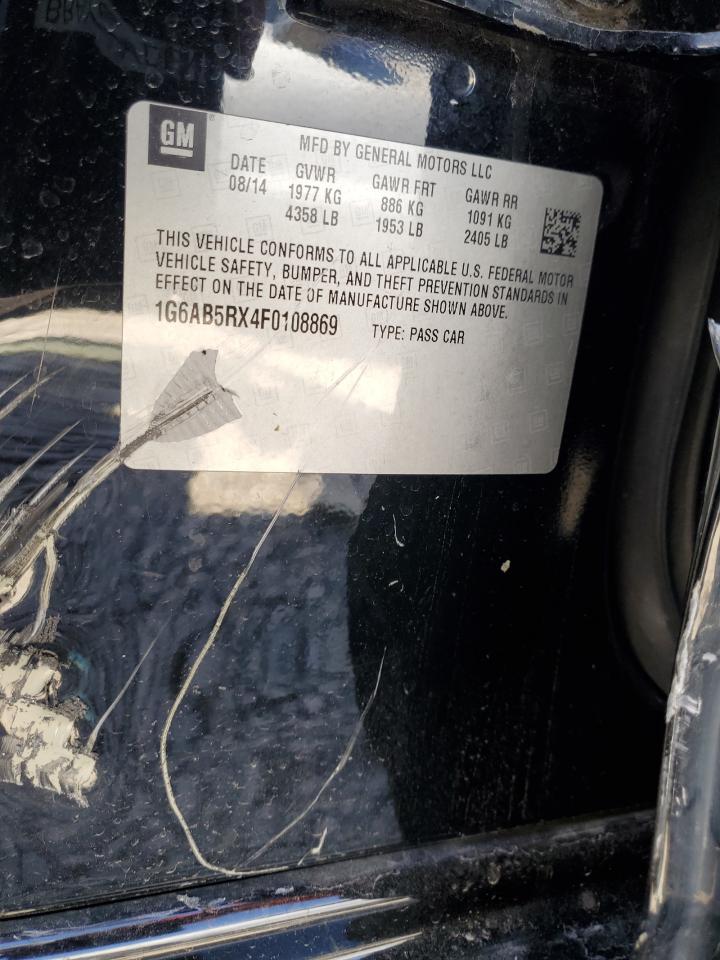 GM
MFD BY GENERAL MOTORS LLC
DATE GVWR GAWR FRT GAWR RR
08/14 1977 KG 886 KG 1091 KG
4358 LB 1953 LB 2405 LB
THIS VEHICLE CONFORMS TO ALL APPLICABLE U.S. FEDERAL MOTOR
VEHICLE SAFETY, BUMPER, AND THEFT PREVENTION STANDARDS IN
EFFECT ON THE DATE OF MANUFACTURE SHOWN ABOVE.
1G6AB5RX4F0108869 TYPE: PASS CAR